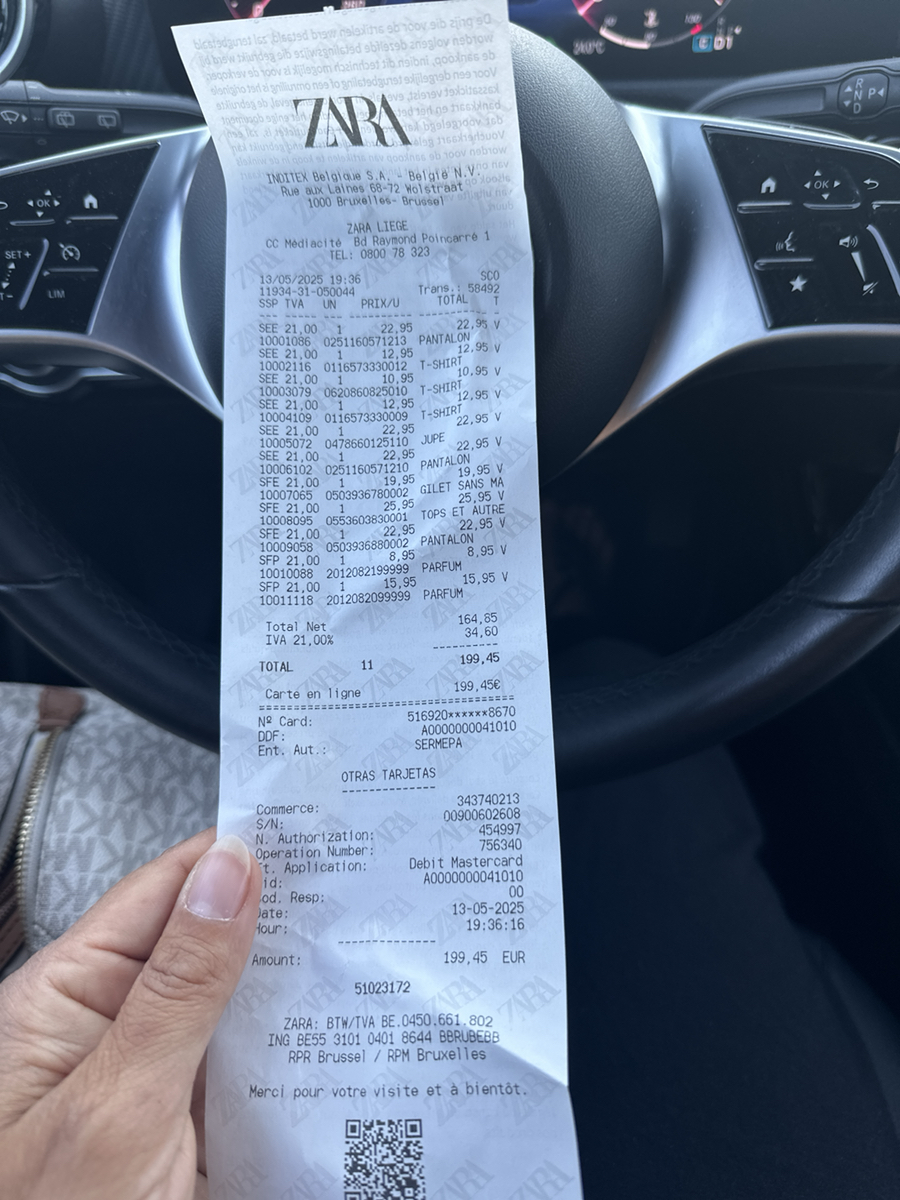 ZARA
INDITEX Belgique S.A. - België N.V.
Rue aux Laines 68-72 Wolstraat
1000 Bruxelles- Brussel
ZARA LIEGE
CC Médiacité Bd Raymond Poincarré 1
TEL: 0800 78 323
13/05/2025 19:36 SCO
11934-31-050044 Trans.: 58492
SSP TVA UN PRIX/U TOTAL T
SEE 21,00 1 22,95 22,95 V
10001086 0251160571213 PANTALON
SEE 21,00 1 12,95 12,95 V
10002116 0116573330012 T-SHIRT
SEE 21,00 1 10,95 10,95 V
10003079 0620860825010 T-SHIRT
SEE 21,00 1 12,95 12,95 V
10004109 0116573330009 T-SHIRT
SEE 21,00 1 22,95 22,95 V
10005072 0478660125110 JUPE
SEE 21,00 1 22,95 22,95 V
10006102 0251160571210 PANTALON
SFE 21,00 1 19,95 19,95 V
10007065 0503936780002 GILET SANS MA
SFE 21,00 1 25,95 25,95 V
10008095 0553603830001 TOPS ET AUTRE
SFE 21,00 1 22,95 22,95 V
10009058 0503936880002 PANTALON
SFP 21,00 1 8,95 8,95 V
10010088 2012082199999 PARFUM
SFP 21,00 1 15,95 15,95 V
10011118 2012082099999 PARFUM
Total Net 164,85
IVA 21,00% 34,60
TOTAL 11 199,45
Carte en ligne 199,45€
Nº Card: 516920******8670
DDF: A0000000041010
Ent. Aut.: SERMEPA
OTRAS TARJETAS
Commerce: 343740213
S/N: 00900602608
N. Authorization: 454997
Operation Number: 756340
t. Application: Debit Mastercard
id: A0000000041010
od. Resp: 00
ate: 13-05-2025
Hour: 19:36:16
Amount: 199,45 EUR
51023172
ZARA: BTW/TVA BE.0450.661.802
ING BE55 3101 0401 8644 BBRUBEBB
RPR Brussel / RPM Bruxelles
Merci pour votre visite et à bientôt.
OK
SET+
LIM
OK
R
N
D
P
E D1